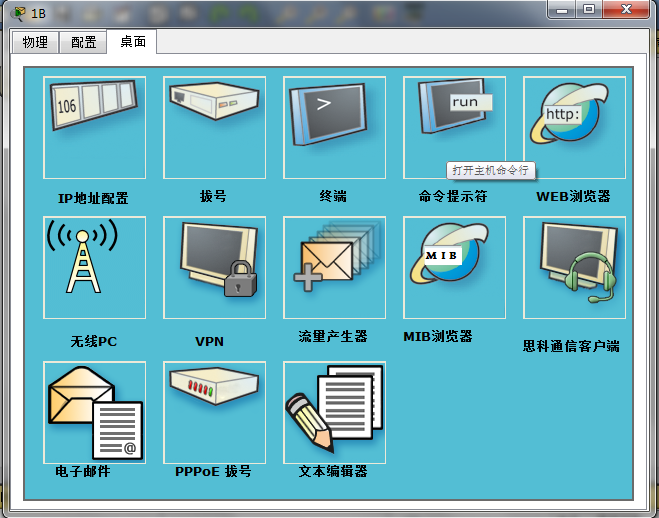 1B
物理 配置 桌面
106
>
run
http:
打开主机命令行
IP地址配置 拨号 终端 命令提示符 WEB浏览器
M I B
无线PC VPN 流量产生器 MIB浏览器 思科通信客户端
@
电子邮件 PPPoE 拨号 文本编辑器